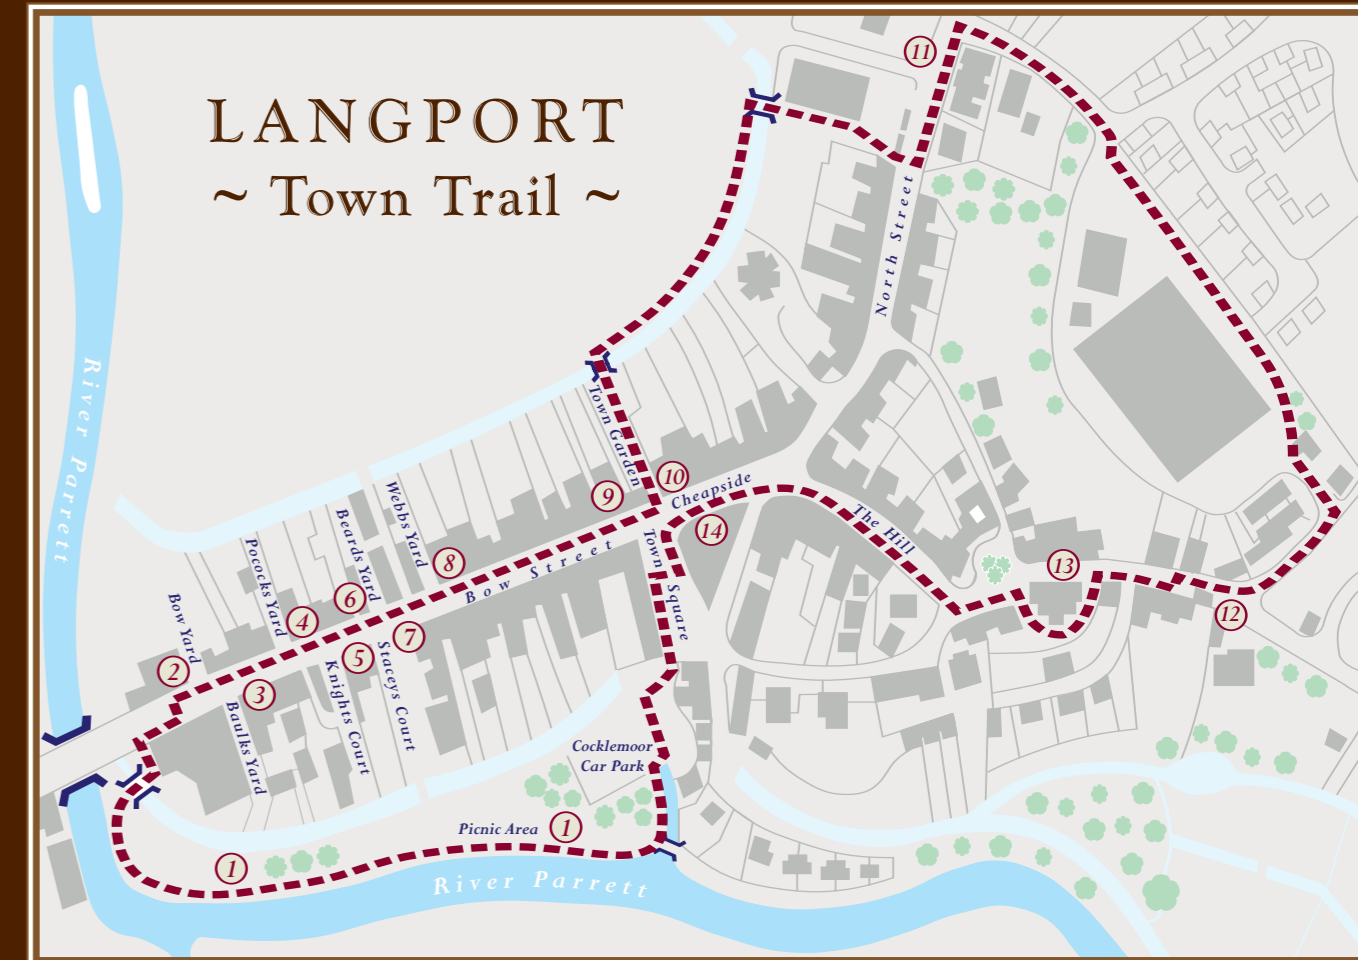 LANGPORT
~ Town Trail ~
11
North Street
River Parrett
Town Garden
10
9
Cheapside
14
The Hill
Webbs Yard
Beards Yard
Pococks Yard
Bow Yard
8
6
4
2
Bow Street
Town Square
13
12
7
5
3
Staceys Court
Knights Court
Baulks Yard
Cocklemoor
Car Park
Picnic Area
1
1
River Parrett